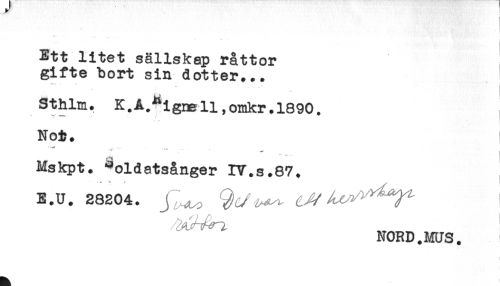 Ett litet sällskap råttor
gifte bort sin dotter...
Sthlm. K.A.Wignell,omkr.1890.
Not.
Mskpt. Soldatsånger IV.s.87.
E.U. 28204. Svas Det var ett herrskap
råttor
NORD.MUS.